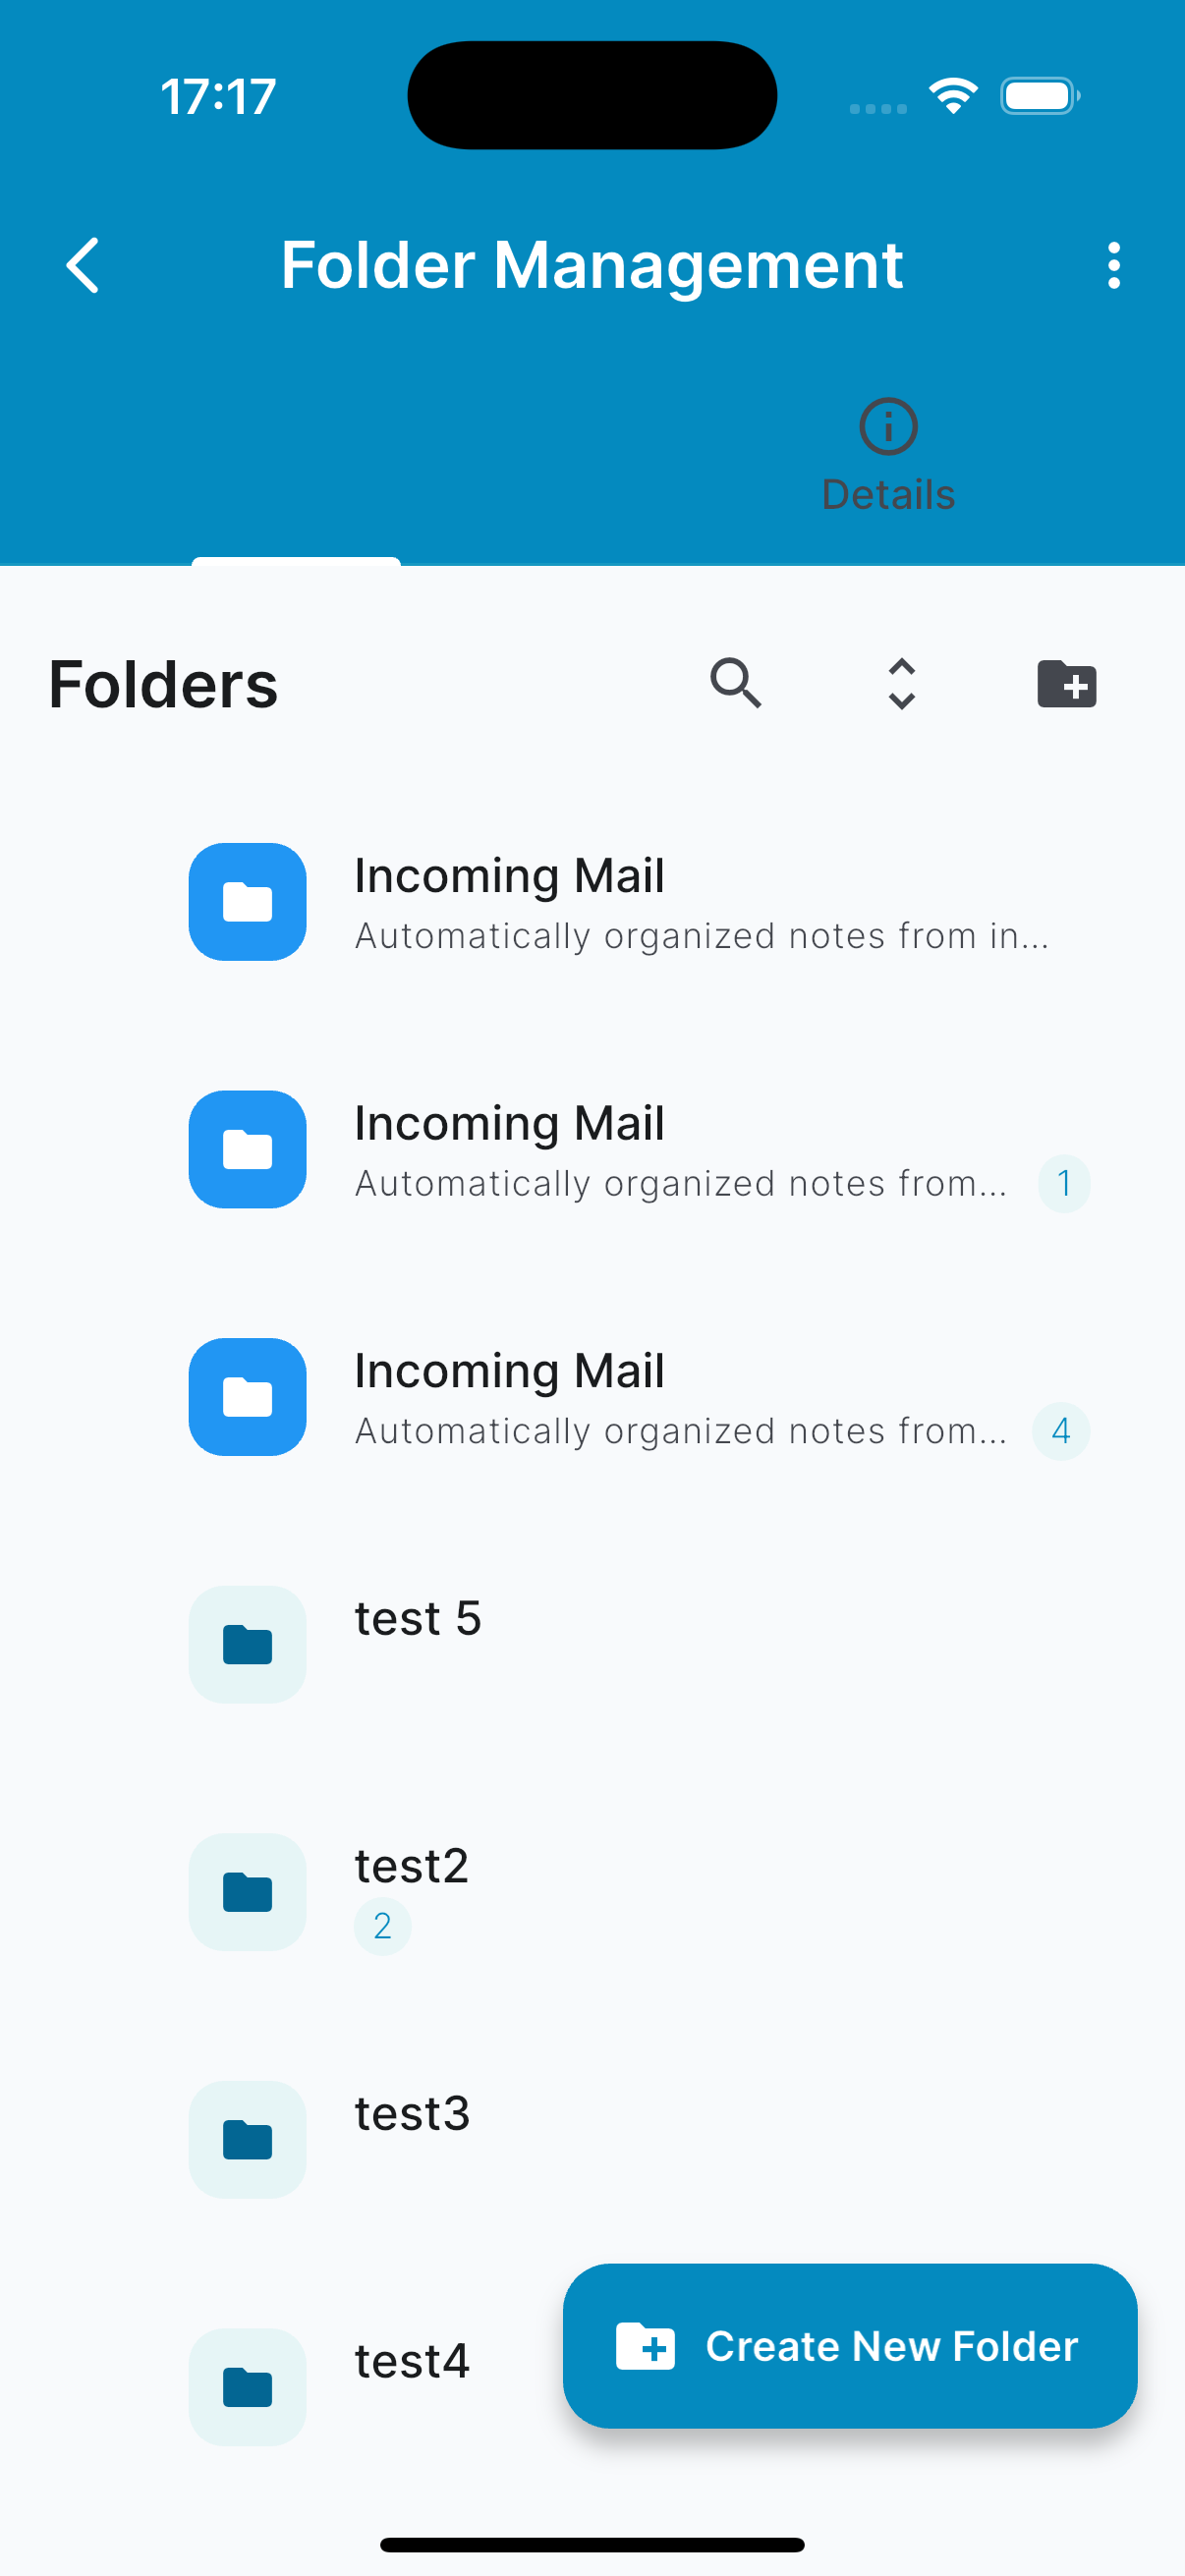 17:17
Folder Management
Details
Folders
Incoming Mail
Automatically organized notes from in...
Incoming Mail
Automatically organized notes from... 1
Incoming Mail
Automatically organized notes from... 4
test 5
test2
2
test3
test4
Create New Folder